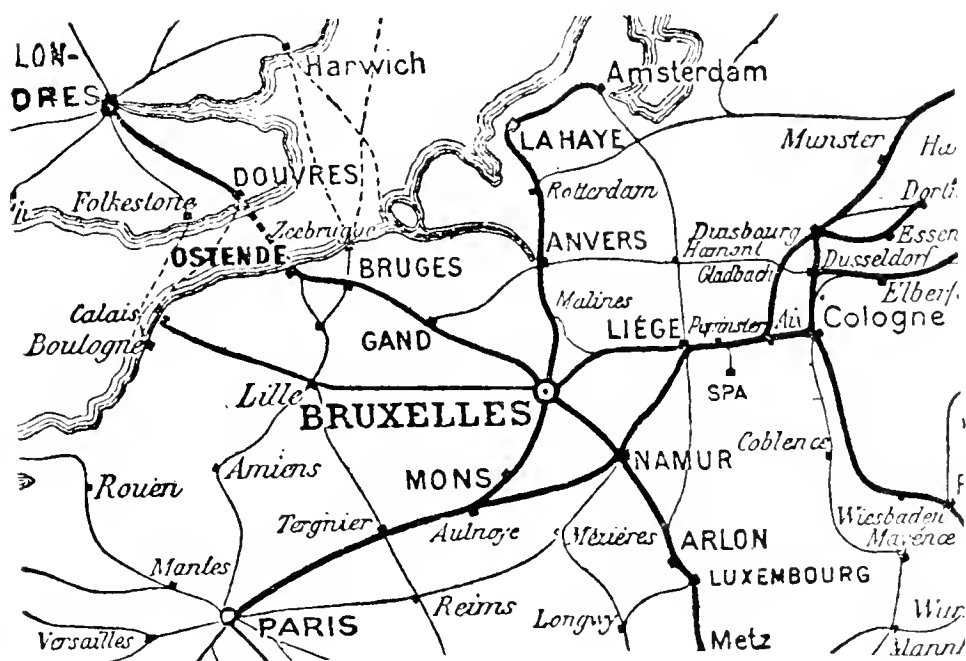 LON-
DRES
Harwich
Amsterdam
LA HAYE
Munster
DOUVRES
Folkestone
Rotterdam
Zeebrugge
OSTENDE
BRUGES
ANVERS
Duisbourg
Hamont
Gladbach
Essen
Dusseldorf
Calais
Boulogne
GAND
Malines
LIÉGE
Pepinster
Aix
Cologne
SPA
Lille
BRUXELLES
Coblence
Rouen
Amiens
MONS
NAMUR
Tergnier
Aulnoye
Mézières
ARLON
Wiesbaden
Mayence
Mantes
LUXEMBOURG
Reims
Longwy
Versailles
PARIS
Metz